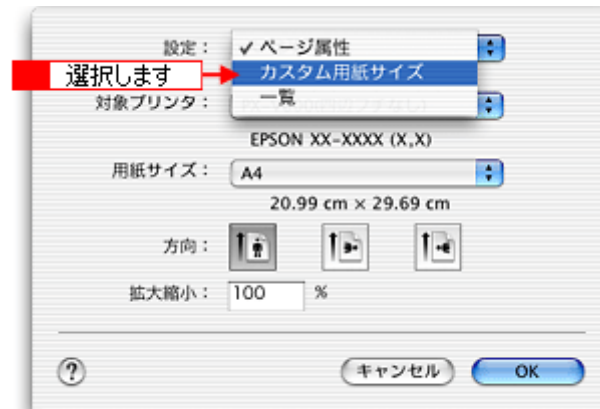 設定： ✓ ページ属性
選択します カスタム用紙サイズ
一覧
対象プリンタ：
EPSON XX-XXXX (X,X)
用紙サイズ： A4
20.99 cm × 29.69 cm
方向：
拡大縮小： 100 %
? キャンセル OK